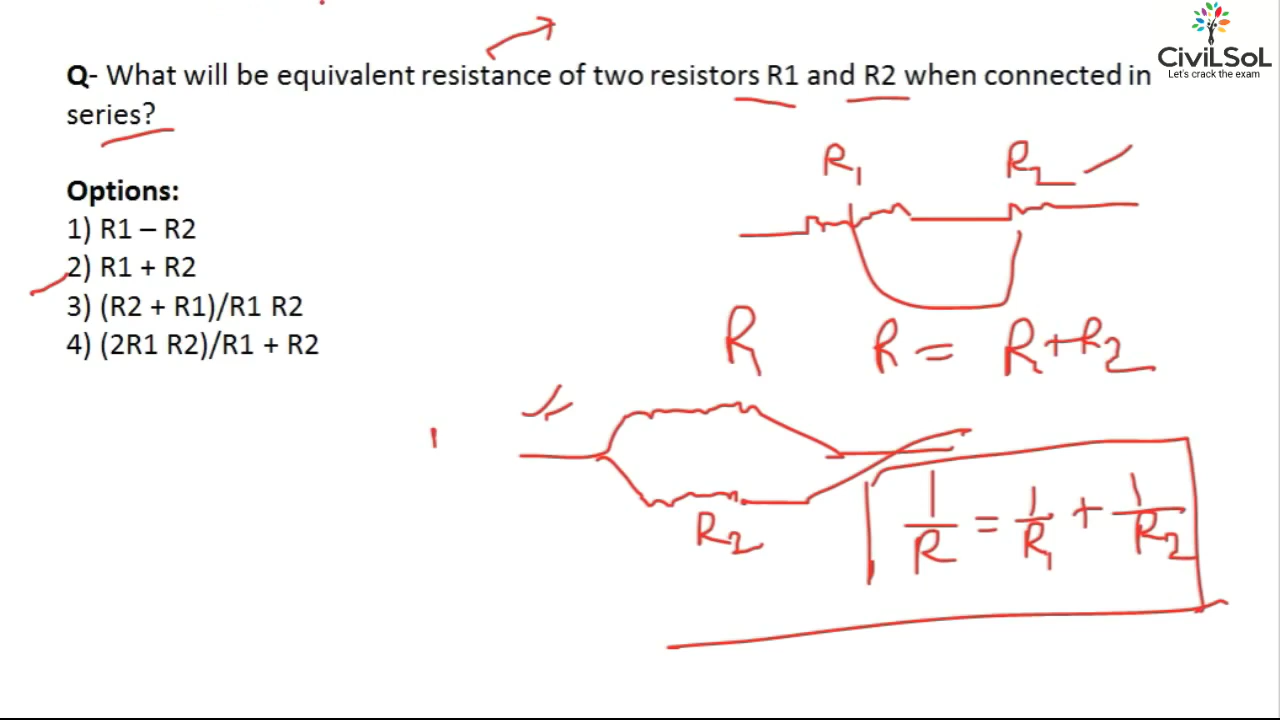 CiviLSoL
Let's crack the exam
Q- What will be equivalent resistance of two resistors R1 and R2 when connected in
series?
Options:
1) R1 – R2
2) R1 + R2
3) (R2 + R1)/R1 R2
4) (2R1 R2)/R1 + R2
R1 R2
R = R1+R2
R1
R2
1/R = 1/R1 + 1/R2